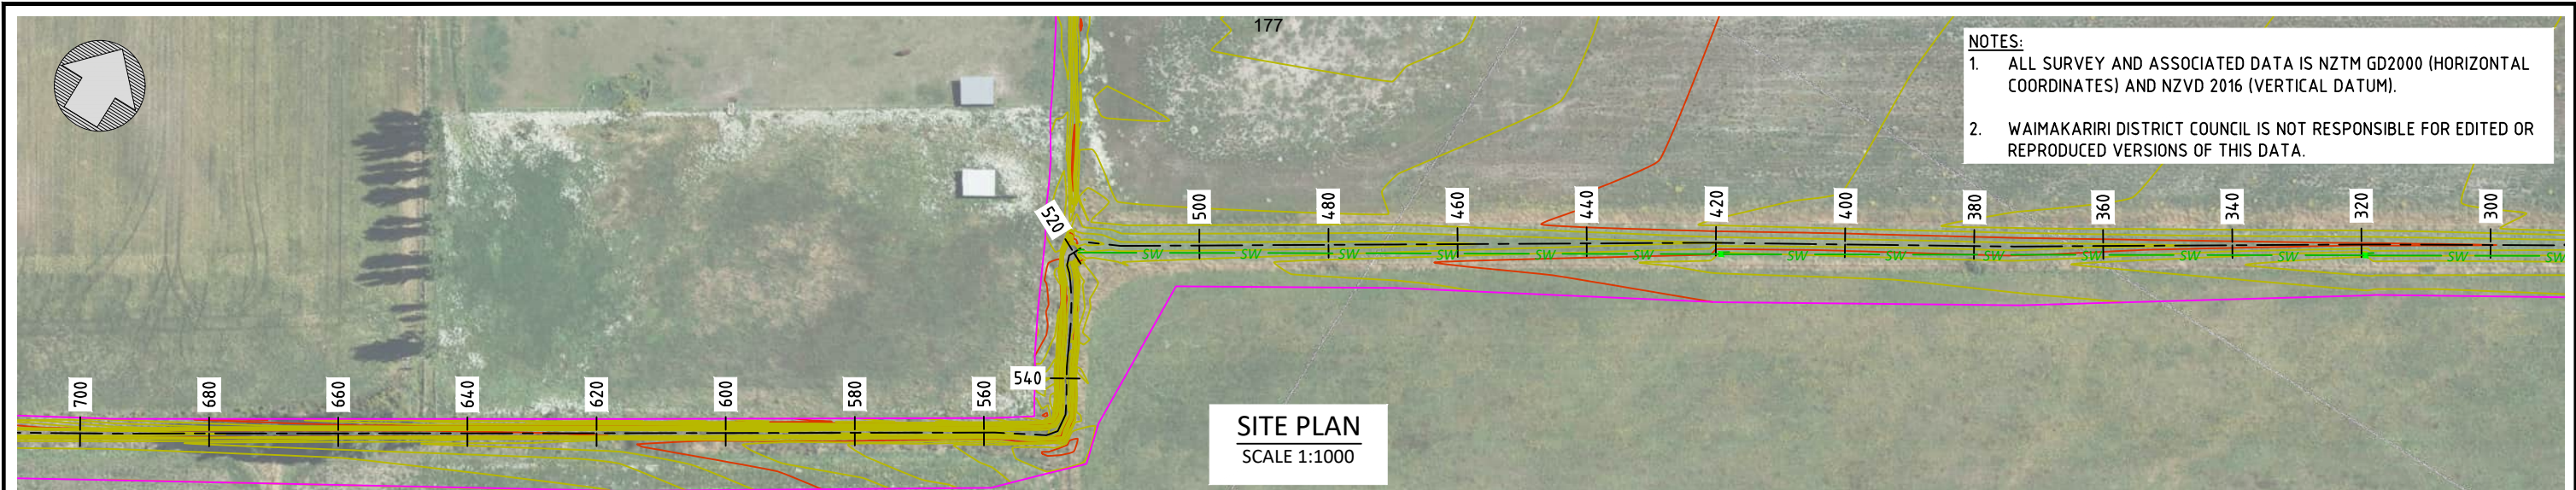 177
NOTES:
1. ALL SURVEY AND ASSOCIATED DATA IS NZTM GD2000 (HORIZONTAL
COORDINATES) AND NZVD 2016 (VERTICAL DATUM).
2. WAIMAKARIRI DISTRICT COUNCIL IS NOT RESPONSIBLE FOR EDITED OR
REPRODUCED VERSIONS OF THIS DATA.
520 500 480 460 440 420 400 380 360 340 320 300
SW SW SW SW SW SW SW SW SW SW SW SW SW SW
700 680 660 640 620 600 580 560 540
SITE PLAN
SCALE 1:1000